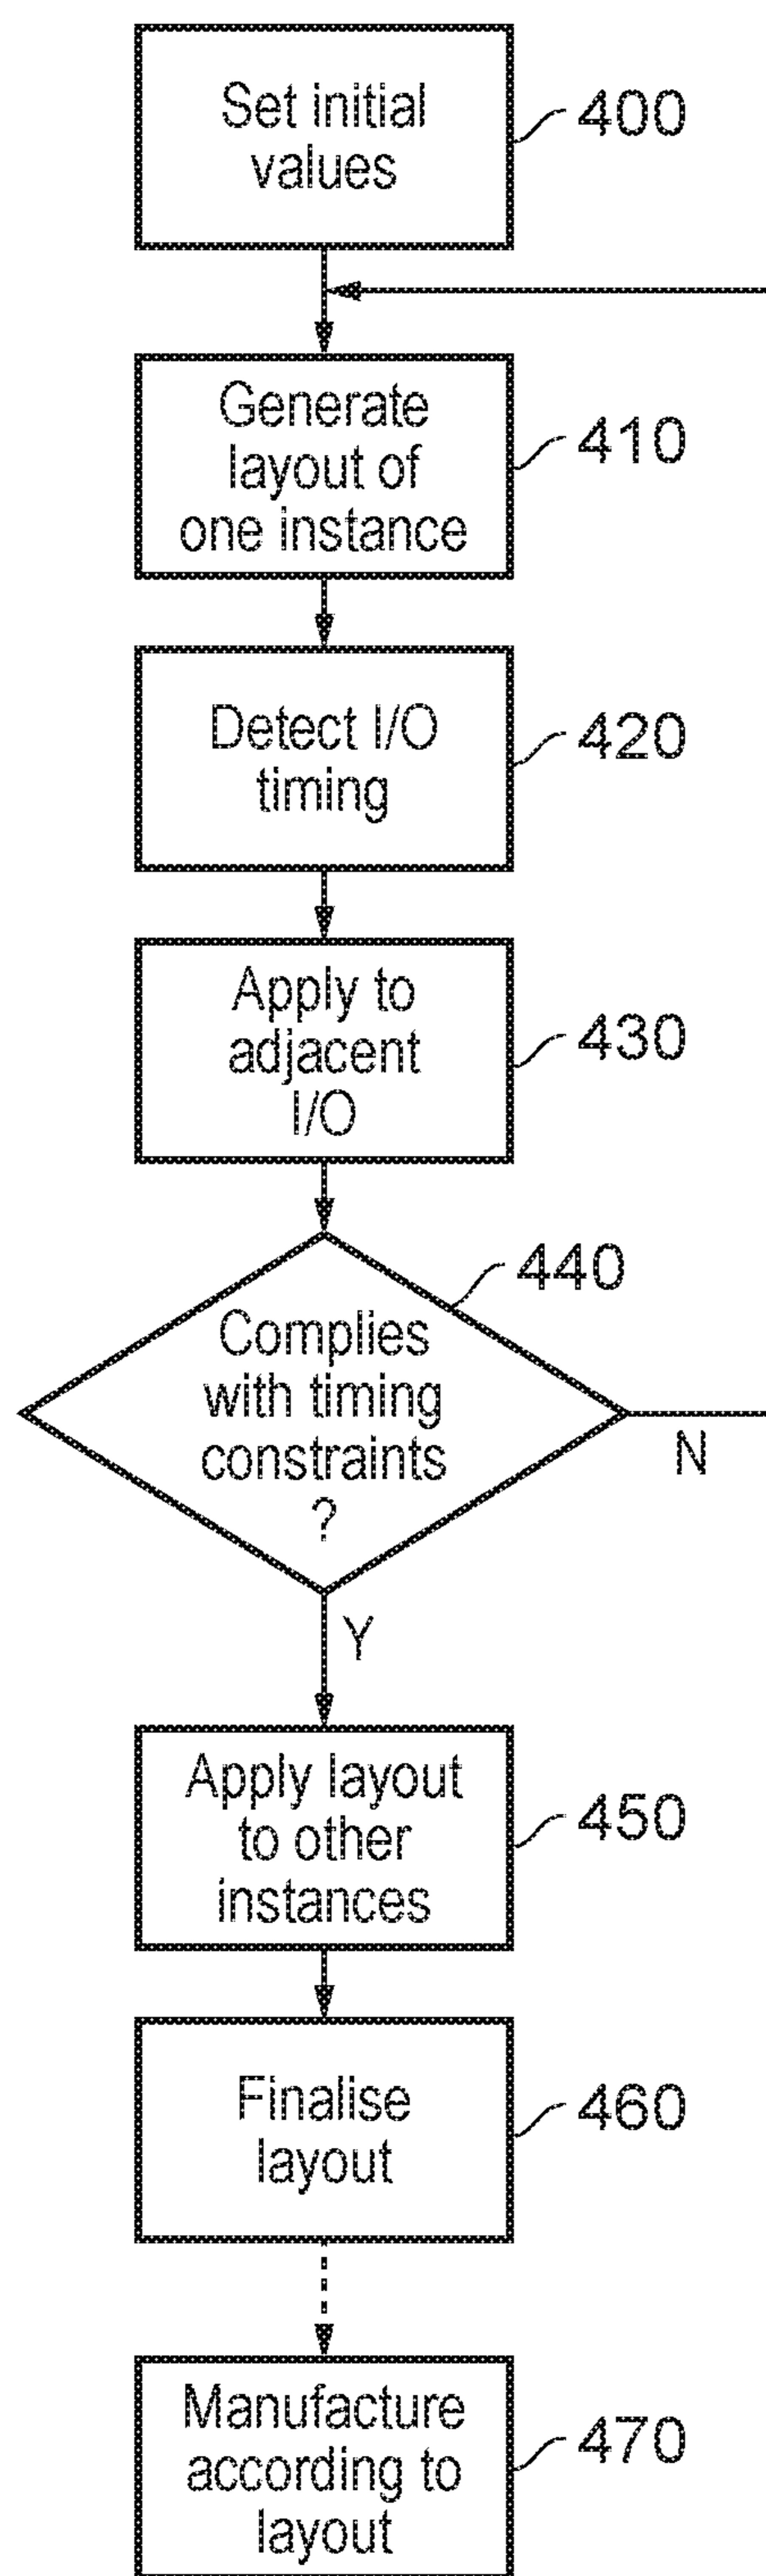 Set initial
values
400
Generate
layout of
one instance
410
Detect I/O
timing
420
Apply to
adjacent
I/O
430
440
Complies
with timing
constraints
?
N
Y
Apply layout
to other
instances
450
Finalise
layout
460
Manufacture
according to
layout
470